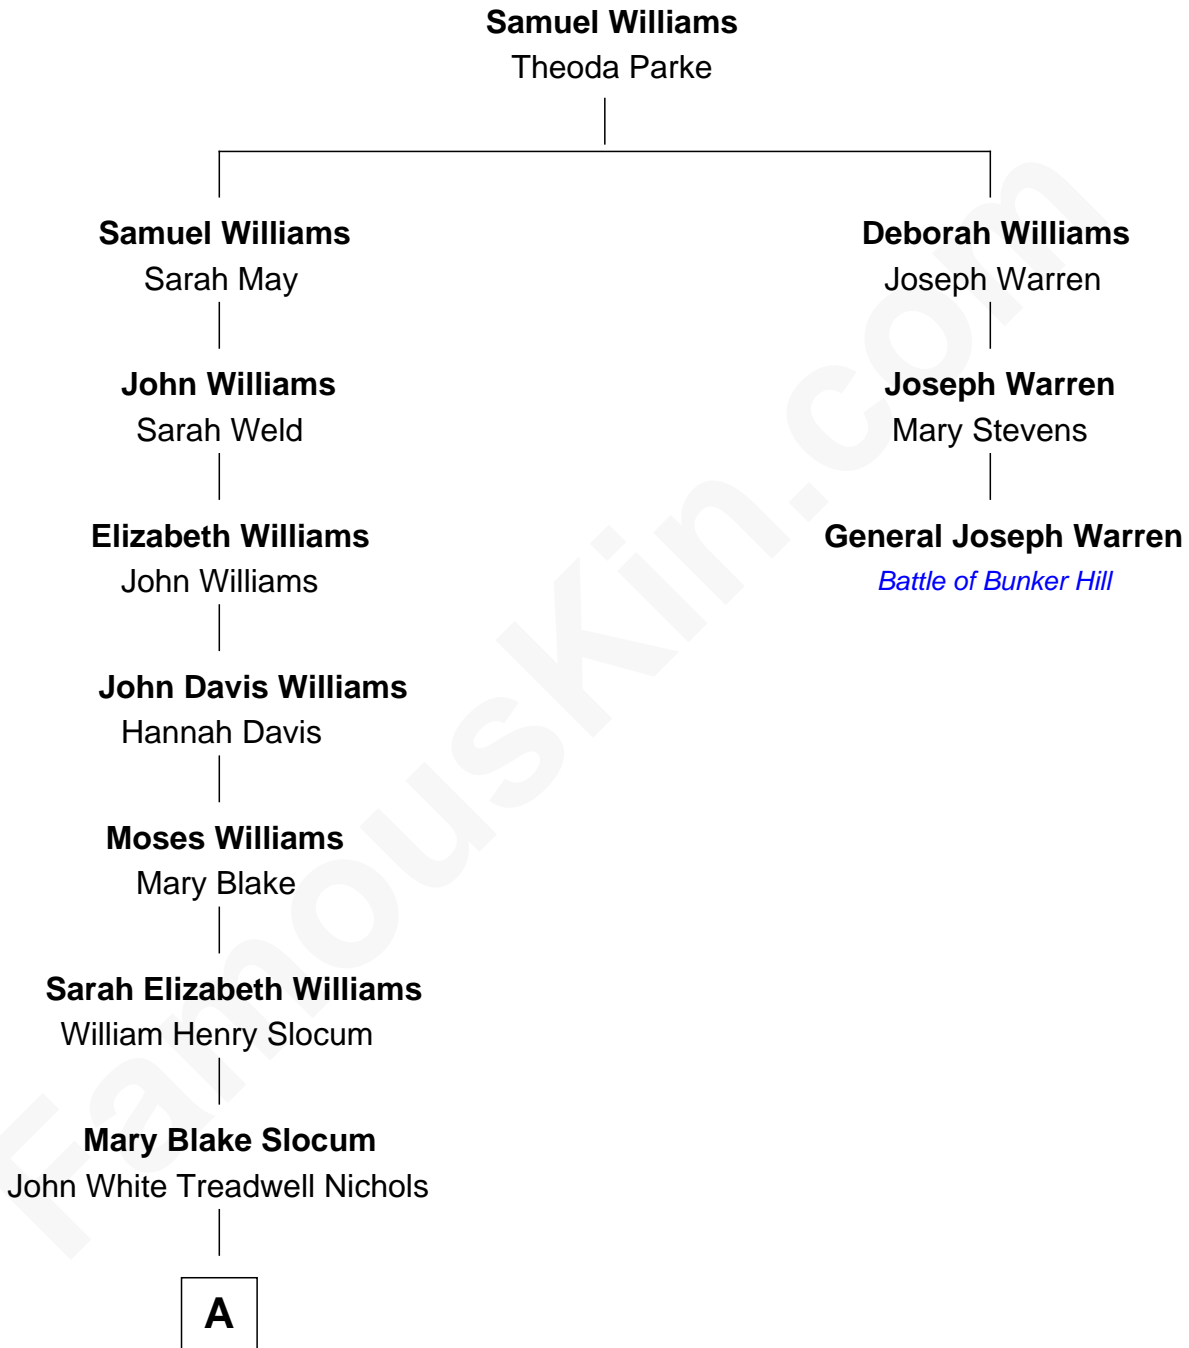 Samuel Williams
Theoda Parke
Samuel Williams
Sarah May
Deborah Williams
Joseph Warren
John Williams
Sarah Weld
Joseph Warren
Mary Stevens
Elizabeth Williams
John Williams
General Joseph Warren
Battle of Bunker Hill
John Davis Williams
Hannah Davis
Moses Williams
Mary Blake
Sarah Elizabeth Williams
William Henry Slocum
Mary Blake Slocum
John White Treadwell Nichols
A
FamousKin.com